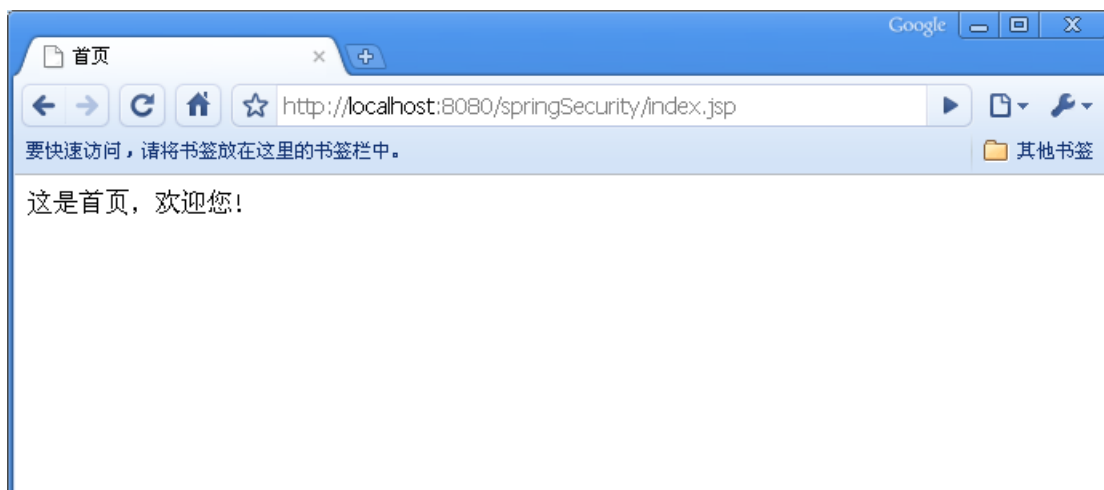 Google
首页
http://localhost:8080/springSecurity/index.jsp
要快速访问，请将书签放在这里的书签栏中。 其他书签
这是首页，欢迎您！